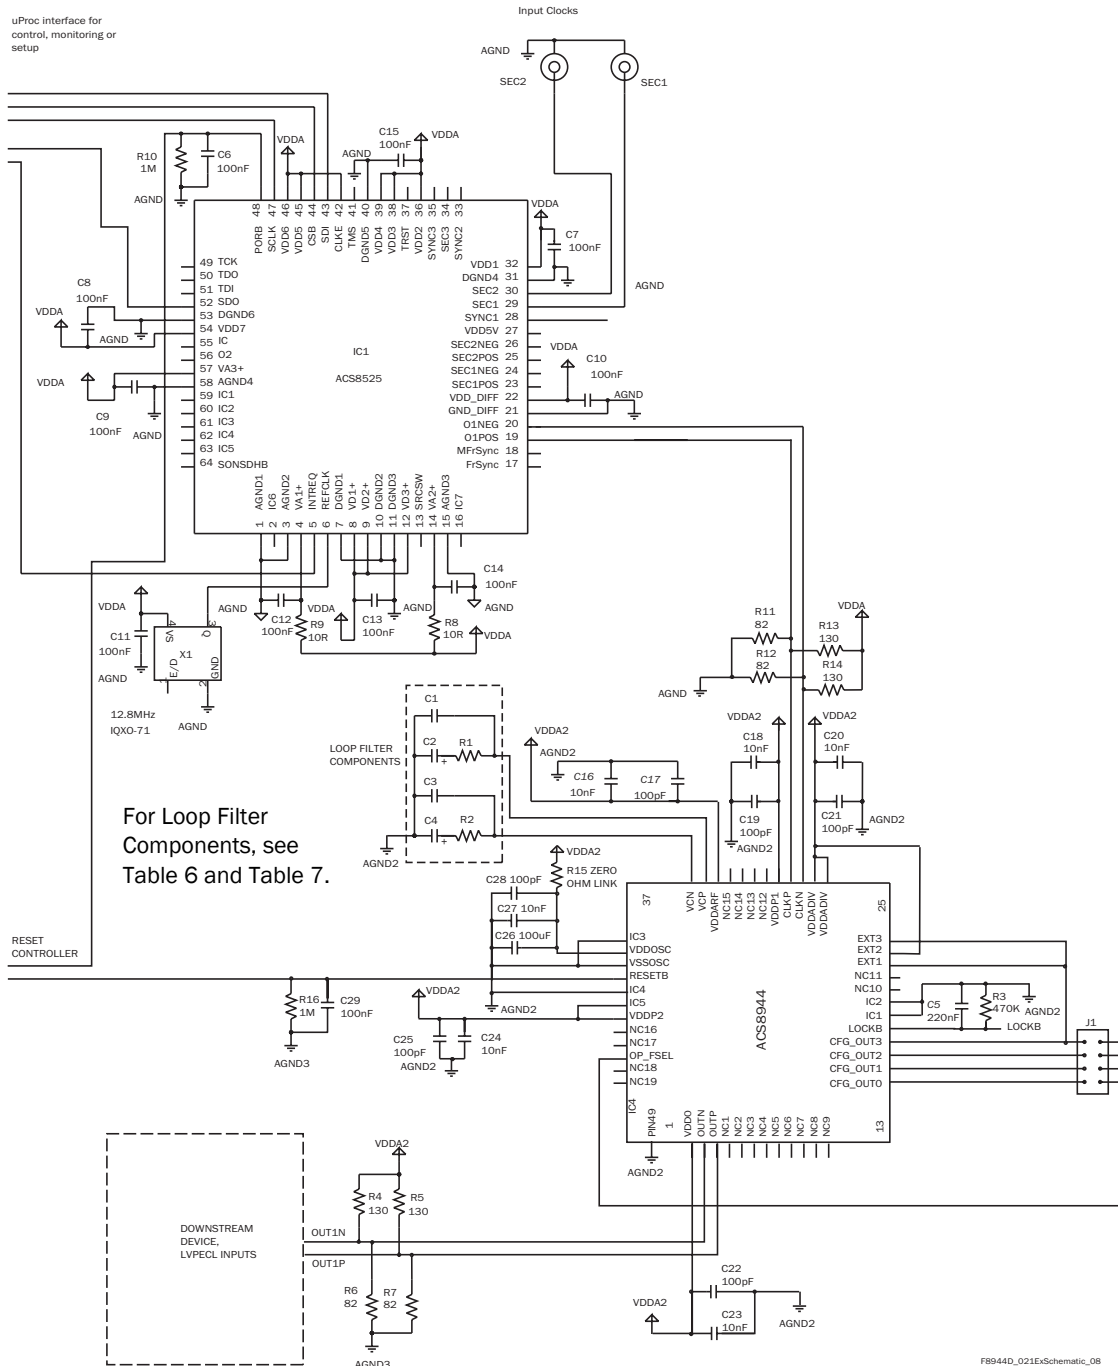 uProc interface for
control, monitoring or
setup
Input Clocks
AGND
SEC2
SEC1
R10
1M
C6
100nF
AGND
VDDA
C15
100nF
VDDA
AGND
48 47 46 45 44 43 42 41 40 39 38 37 36 35 34 33
PORB SCLK VDD6 VDD5 CSB SDI CLKE TMS DGND5 VDD4 VDD3 TRST VDD2 SYNC3 SEC3 SYNC2
VDDA
C7
100nF
AGND
49 TCK
50 TDO
51 TDI
52 SDO
53 DGND6
54 VDD7
55 IC
56 O2
57 VA3+
58 AGND4
59 IC1
60 IC2
61 IC3
62 IC4
63 IC5
64 SONSDHB
C8
100nF
VDDA
AGND
VDDA
C9
100nF
AGND
IC1
ACS8525
VDD1 32
DGND4 31
SEC2 30
SEC1 29
SYNC1 28
VDD5V 27
SEC2NEG 26
SEC2POS 25
SEC1NEG 24
SEC1POS 23
VDD_DIFF 22
GND_DIFF 21
O1NEG 20
O1POS 19
MFrSync 18
FrSync 17
VDDA
C10
100nF
AGND
AGND1 IC6 AGND2 VA1+ INTREQ REFCLK DGND1 VD1+ VD2+ DGND2 DGND3 VD3+ SRCSW VA2+ AGND3 IC7
1 2 3 4 5 6 7 8 9 10 11 12 13 14 15 16
VDDA
C11
100nF
AGND
4 VS
3 Q
X1
E/D
1
GND
2
12.8MHz
IQXO-71
AGND
AGND
C12
100nF
R9
10R
VDDA
C13
100nF
AGND
R8
10R
C14
100nF
AGND
VDDA
R11
82
R12
82
AGND
R13
130
R14
130
VDDA
LOOP FILTER
COMPONENTS
C1
C2
R1
+
C3
C4
R2
+
AGND2
VDDA2
AGND2
C16
10nF
C17
100pF
VDDA2
C18
10nF
C19
100pF
AGND2
VDDA2
C20
10nF
C21
100pF
AGND2
For Loop Filter
Components, see
Table 6 and Table 7.
VDDA2
R15 ZERO
OHM LINK
C28 100pF
C27 10nF
C26 100uF
AGND2
RESET
CONTROLLER
R16
1M
C29
100nF
AGND3
VDDA2
C25
100pF
C24
10nF
AGND2
37
VCN VCP VDDARF NC15 NC14 NC13 NC12 VDDP1 CLKP CLKN VDDADIV VDDADIV
25
IC3
VDDOSC
VSSOSC
RESETB
IC4
IC5
VDDP2
NC16
NC17
OP_FSEL
NC18
NC19
ACS8944
EXT3
EXT2
EXT1
NC11
NC10
IC2
IC1
LOCKB
CFG_OUT3
CFG_OUT2
CFG_OUT1
CFG_OUT0
C5
220nF
R3
470K
AGND2
LOCKB
J1
IC4
PIN49
1
VDDO OUTN OUTP NC1 NC2 NC3 NC4 NC5 NC6 NC7 NC8 NC9
13
AGND2
DOWNSTREAM
DEVICE,
LVPECL INPUTS
VDDA2
R4
130
R5
130
OUT1N
OUT1P
R6
82
R7
82
AGND3
C22
100pF
VDDA2
C23
10nF
AGND2
F8944D_021ExSchematic_08